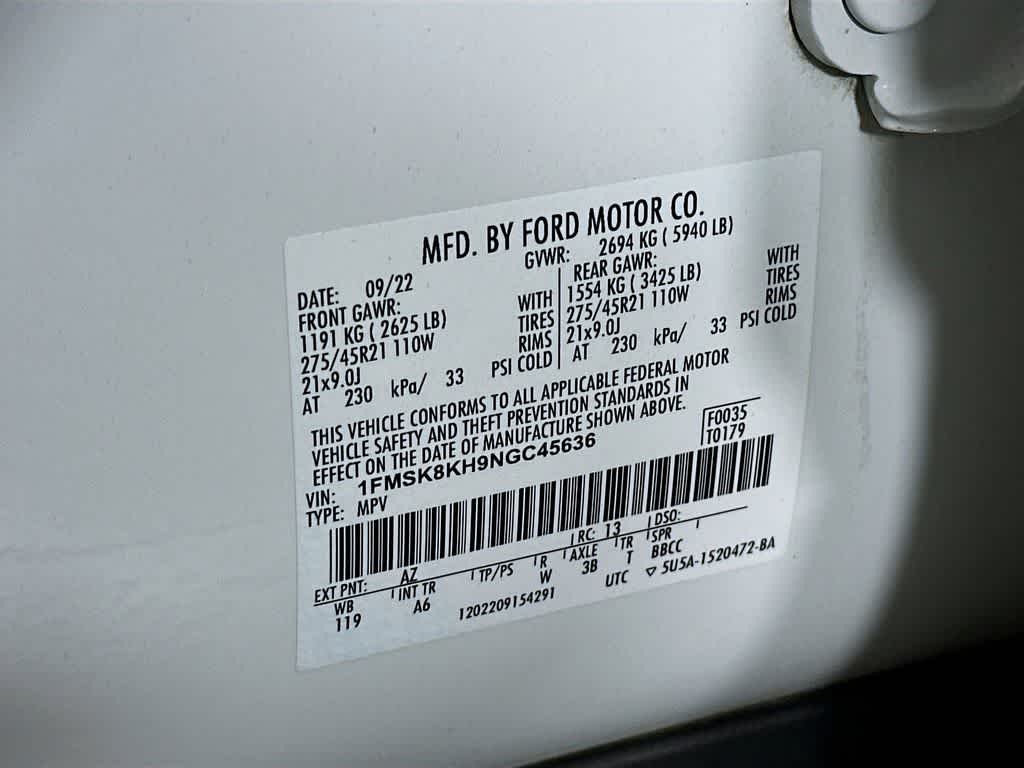 MFD. BY FORD MOTOR CO.
DATE: 09/22 GVWR: 2694 KG ( 5940 LB)
FRONT GAWR: REAR GAWR:
1191 KG ( 2625 LB) WITH 1554 KG ( 3425 LB) WITH
275/45R21 110W TIRES 275/45R21 110W TIRES
21x9.0J RIMS 21x9.0J RIMS
AT 230 kPa/ 33 PSI COLD AT 230 kPa/ 33 PSI COLD
THIS VEHICLE CONFORMS TO ALL APPLICABLE FEDERAL MOTOR
VEHICLE SAFETY AND THEFT PREVENTION STANDARDS IN
EFFECT ON THE DATE OF MANUFACTURE SHOWN ABOVE.
VIN: 1FMSK8KH9NGC45636 F0035
TYPE: MPV T0179
EXT PNT: AZ RC: 13 DSO:
WB INT TR TP/PS R AXLE TR SPR
119 A6 W 3B T BBCC
1202209154291 UTC ▽ 5U5A-1520472-BA